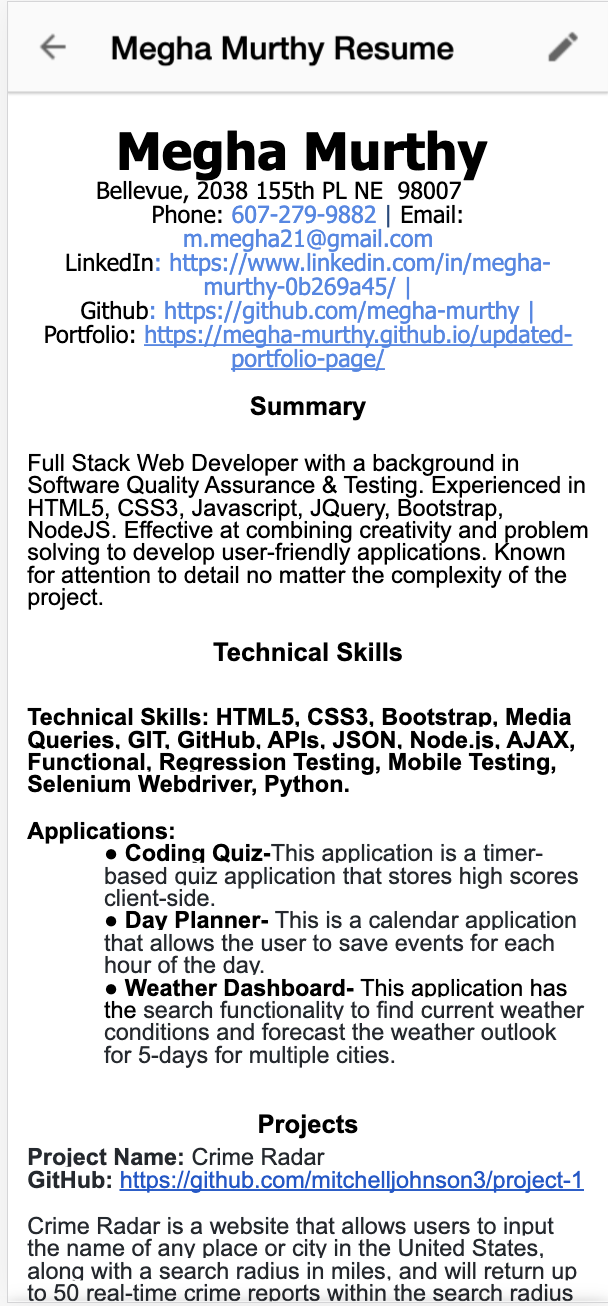 Megha Murthy Resume
Megha Murthy
Bellevue, 2038 155th PL NE  98007
Phone: 607-279-9882 | Email:
m.megha21@gmail.com
LinkedIn: https://www.linkedin.com/in/megha-
murthy-0b269a45/ |
Github: https://github.com/megha-murthy |
Portfolio: https://megha-murthy.github.io/updated-
portfolio-page/
Summary
Full Stack Web Developer with a background in
Software Quality Assurance & Testing. Experienced in
HTML5, CSS3, Javascript, JQuery, Bootstrap,
NodeJS. Effective at combining creativity and problem
solving to develop user-friendly applications. Known
for attention to detail no matter the complexity of the
project.
Technical Skills
Technical Skills: HTML5, CSS3, Bootstrap, Media
Queries, GIT, GitHub, APIs, JSON, Node.js, AJAX,
Functional, Regression Testing, Mobile Testing,
Selenium Webdriver, Python.
Applications:
● Coding Quiz-This application is a timer-
based quiz application that stores high scores
client-side.
● Day Planner- This is a calendar application
that allows the user to save events for each
hour of the day.
● Weather Dashboard- This application has
the search functionality to find current weather
conditions and forecast the weather outlook
for 5-days for multiple cities.
Projects
Project Name: Crime Radar
GitHub: https://github.com/mitchelljohnson3/project-1
Crime Radar is a website that allows users to input
the name of any place or city in the United States,
along with a search radius in miles, and will return up
to 50 real-time crime reports within the search radius